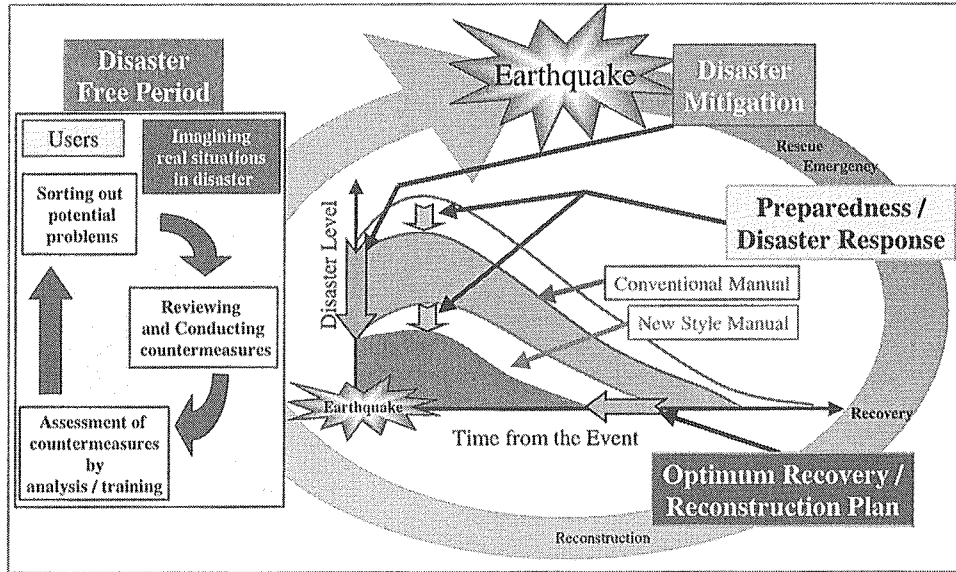 Disaster
Free Period
Users
Imagining
real situations
in disaster
Sorting out
potential
problems
Reviewing
and Conducting
countermeasures
Assessment of
countermeasures
by
analysis / training
Earthquake
Disaster
Mitigation
Rescue
Emergency
Preparedness /
Disaster Response
Disaster Level
Conventional Manual
New Style Manual
Earthquake
Recovery
Time from the Event
Optimum Recovery /
Reconstruction Plan
Reconstruction